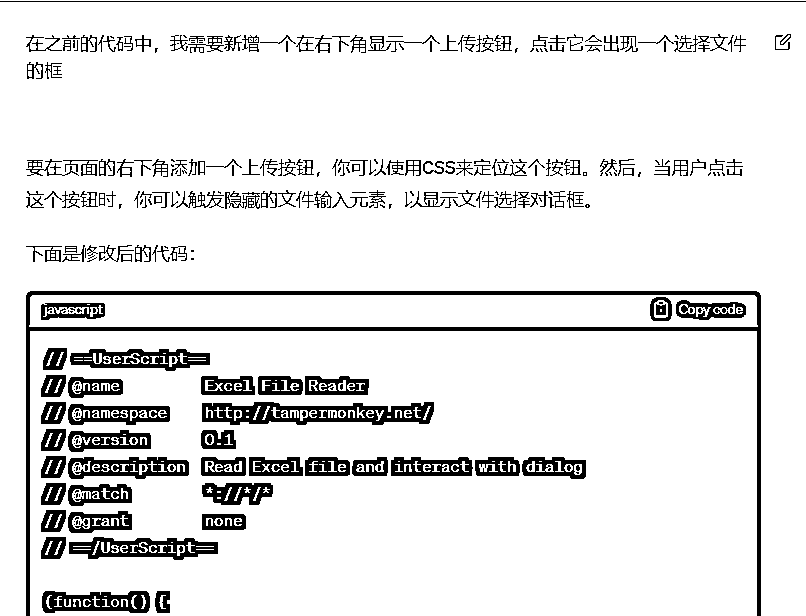 在之前的代码中，我需要新增一个在右下角显示一个上传按钮，点击它会出现一个选择文件
的框
要在页面的右下角添加一个上传按钮，你可以使用CSS来定位这个按钮。然后，当用户点击
这个按钮时，你可以触发隐藏的文件输入元素，以显示文件选择对话框。
下面是修改后的代码：
javascript Copy code
// ==UserScript==
// @name Excel File Reader
// @namespace http://tampermonkey.net/
// @version 0.1
// @description Read Excel file and interact with dialog
// @match *://*/*
// @grant none
// ==/UserScript==
(function() {